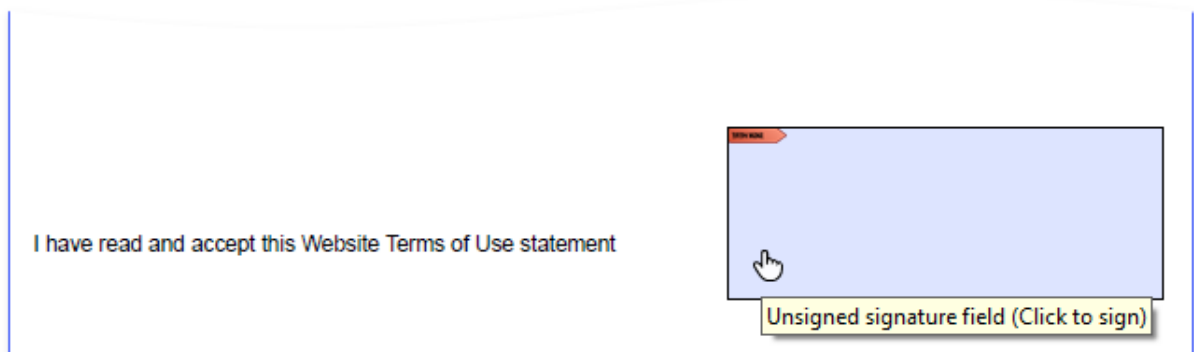 I have read and accept this Website Terms of Use statement
Unsigned signature field (Click to sign)